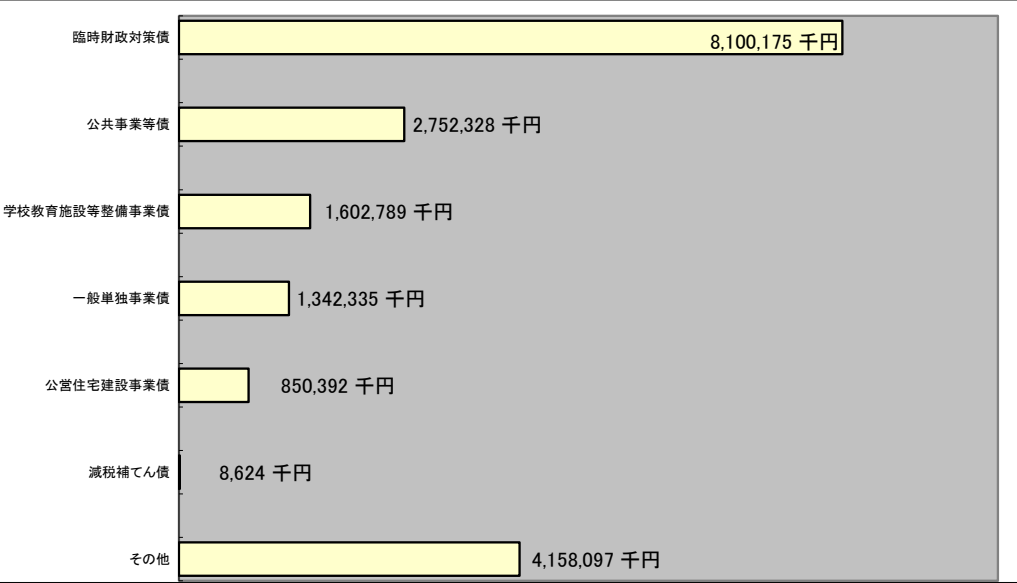 臨時財政対策債 8,100,175 千円
公共事業等債 2,752,328 千円
学校教育施設等整備事業債 1,602,789 千円
一般単独事業債 1,342,335 千円
公営住宅建設事業債 850,392 千円
減税補てん債 8,624 千円
その他 4,158,097 千円